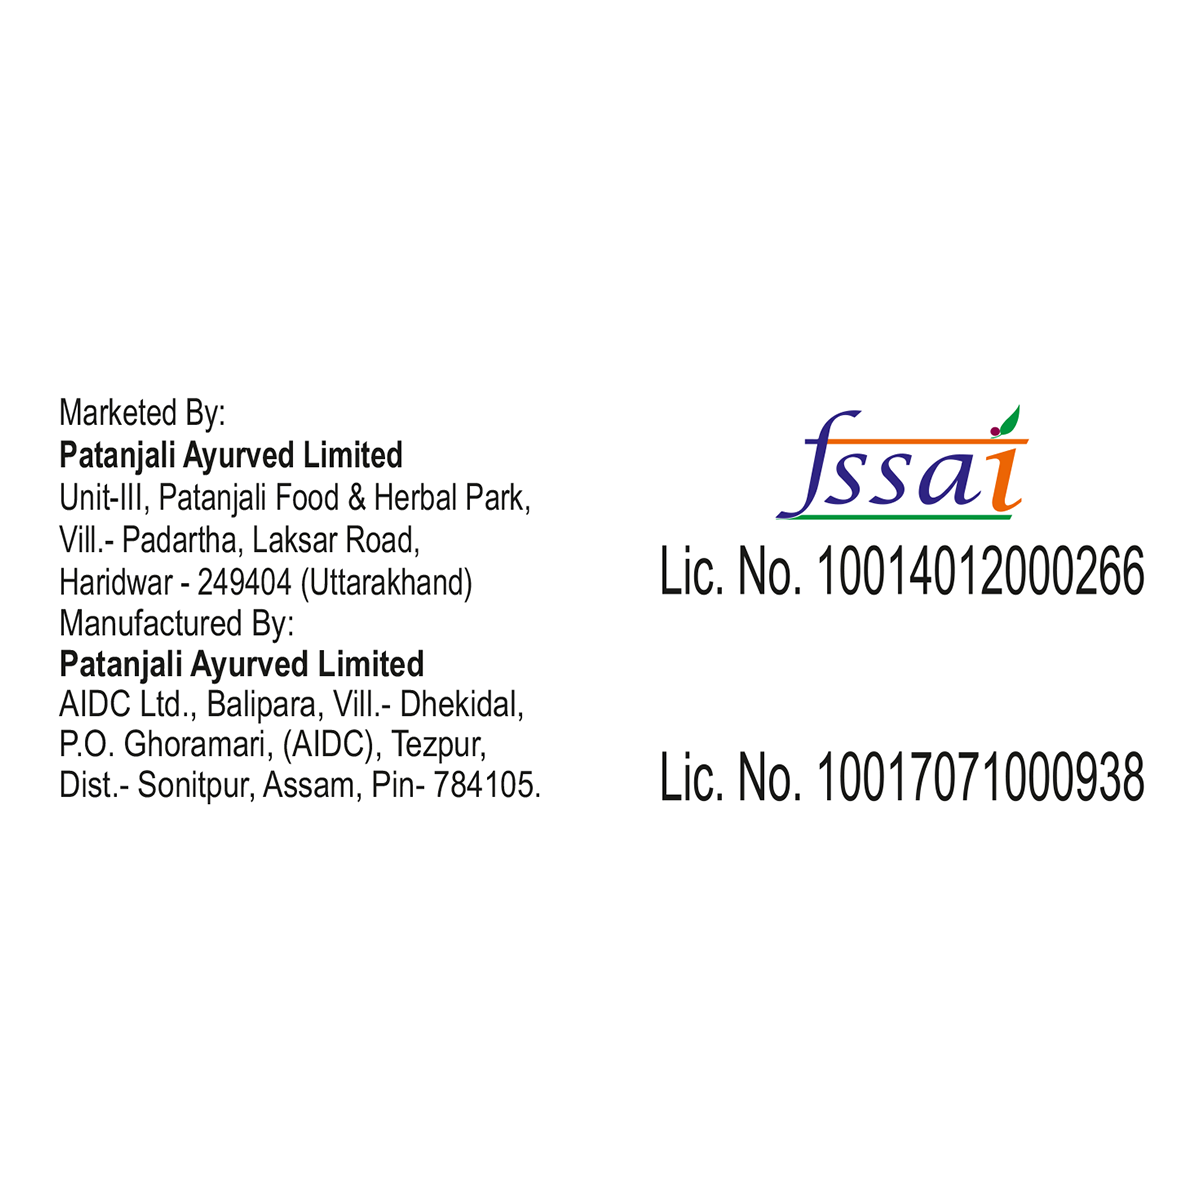 Marketed By:
Patanjali Ayurved Limited
Unit-III, Patanjali Food & Herbal Park,
Vill.- Padartha, Laksar Road,
Haridwar - 249404 (Uttarakhand)
Manufactured By:
Patanjali Ayurved Limited
AIDC Ltd., Balipara, Vill.- Dhekidal,
P.O. Ghoramari, (AIDC), Tezpur,
Dist.- Sonitpur, Assam, Pin- 784105.
fssai
Lic. No. 10014012000266
Lic. No. 10017071000938